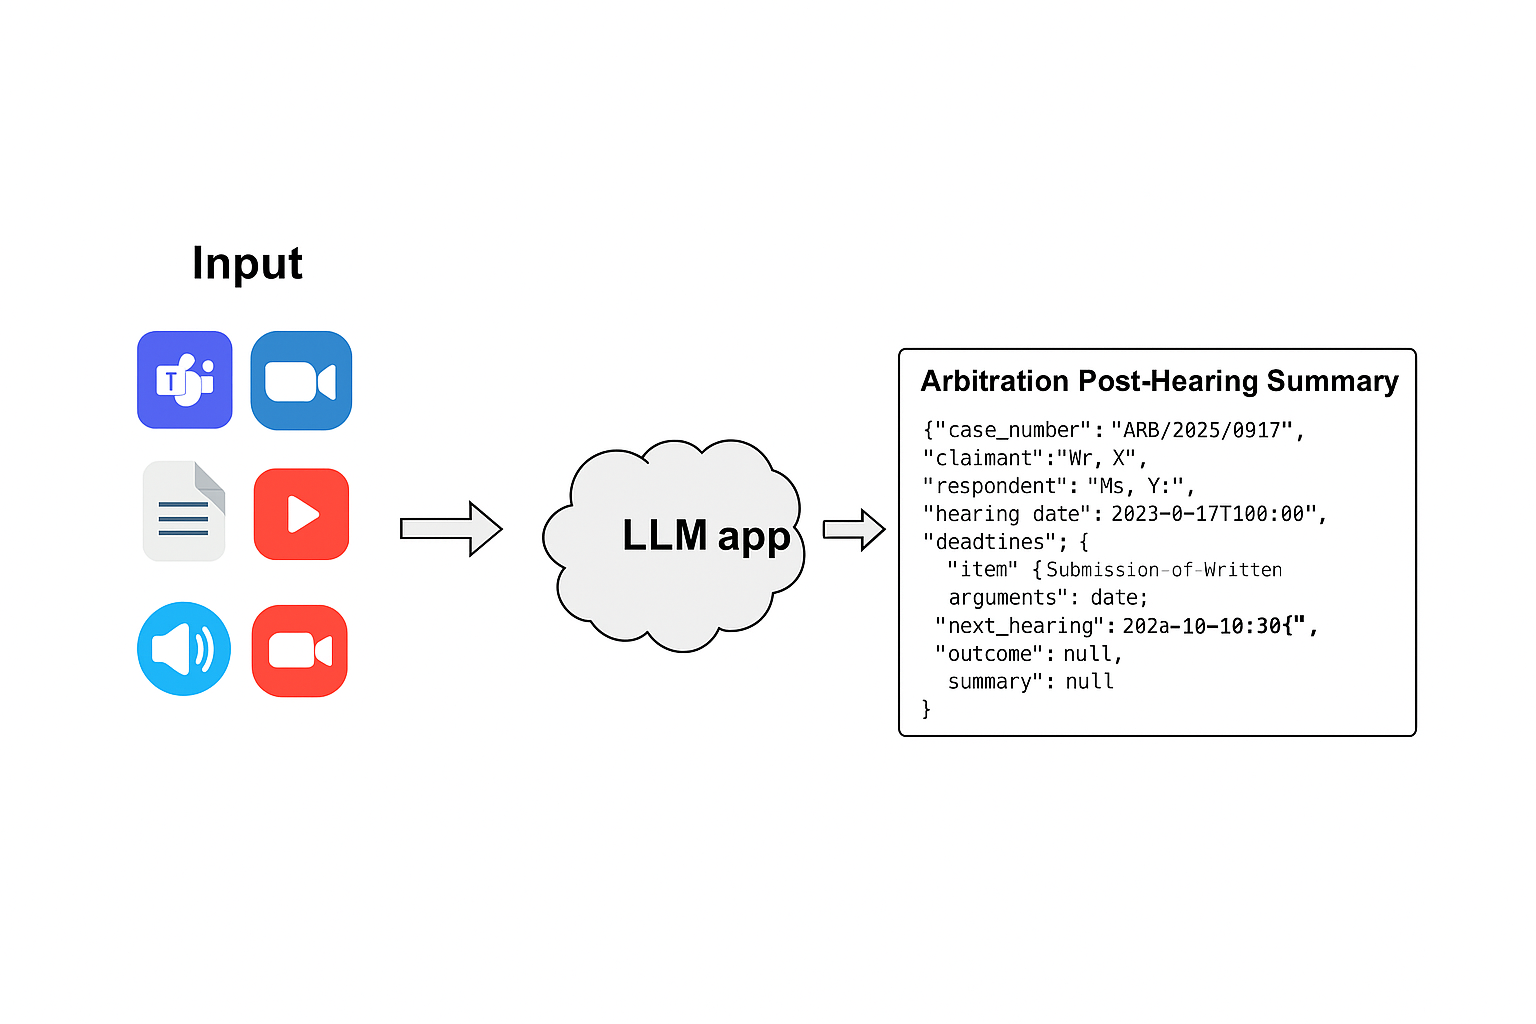 Input
T
LLM app
Arbitration Post-Hearing Summary
{"case_number": "ARB/2025/0917",
"claimant":"Wr, X",
"respondent": "Ms, Y:",
"hearing date": 2023-0-17T100:00",
"deadtines"; {
"item" {Submission-of-Written
arguments": date;
"next_hearing": 202a-10-10:30{",
"outcome": null,
summary": null
}